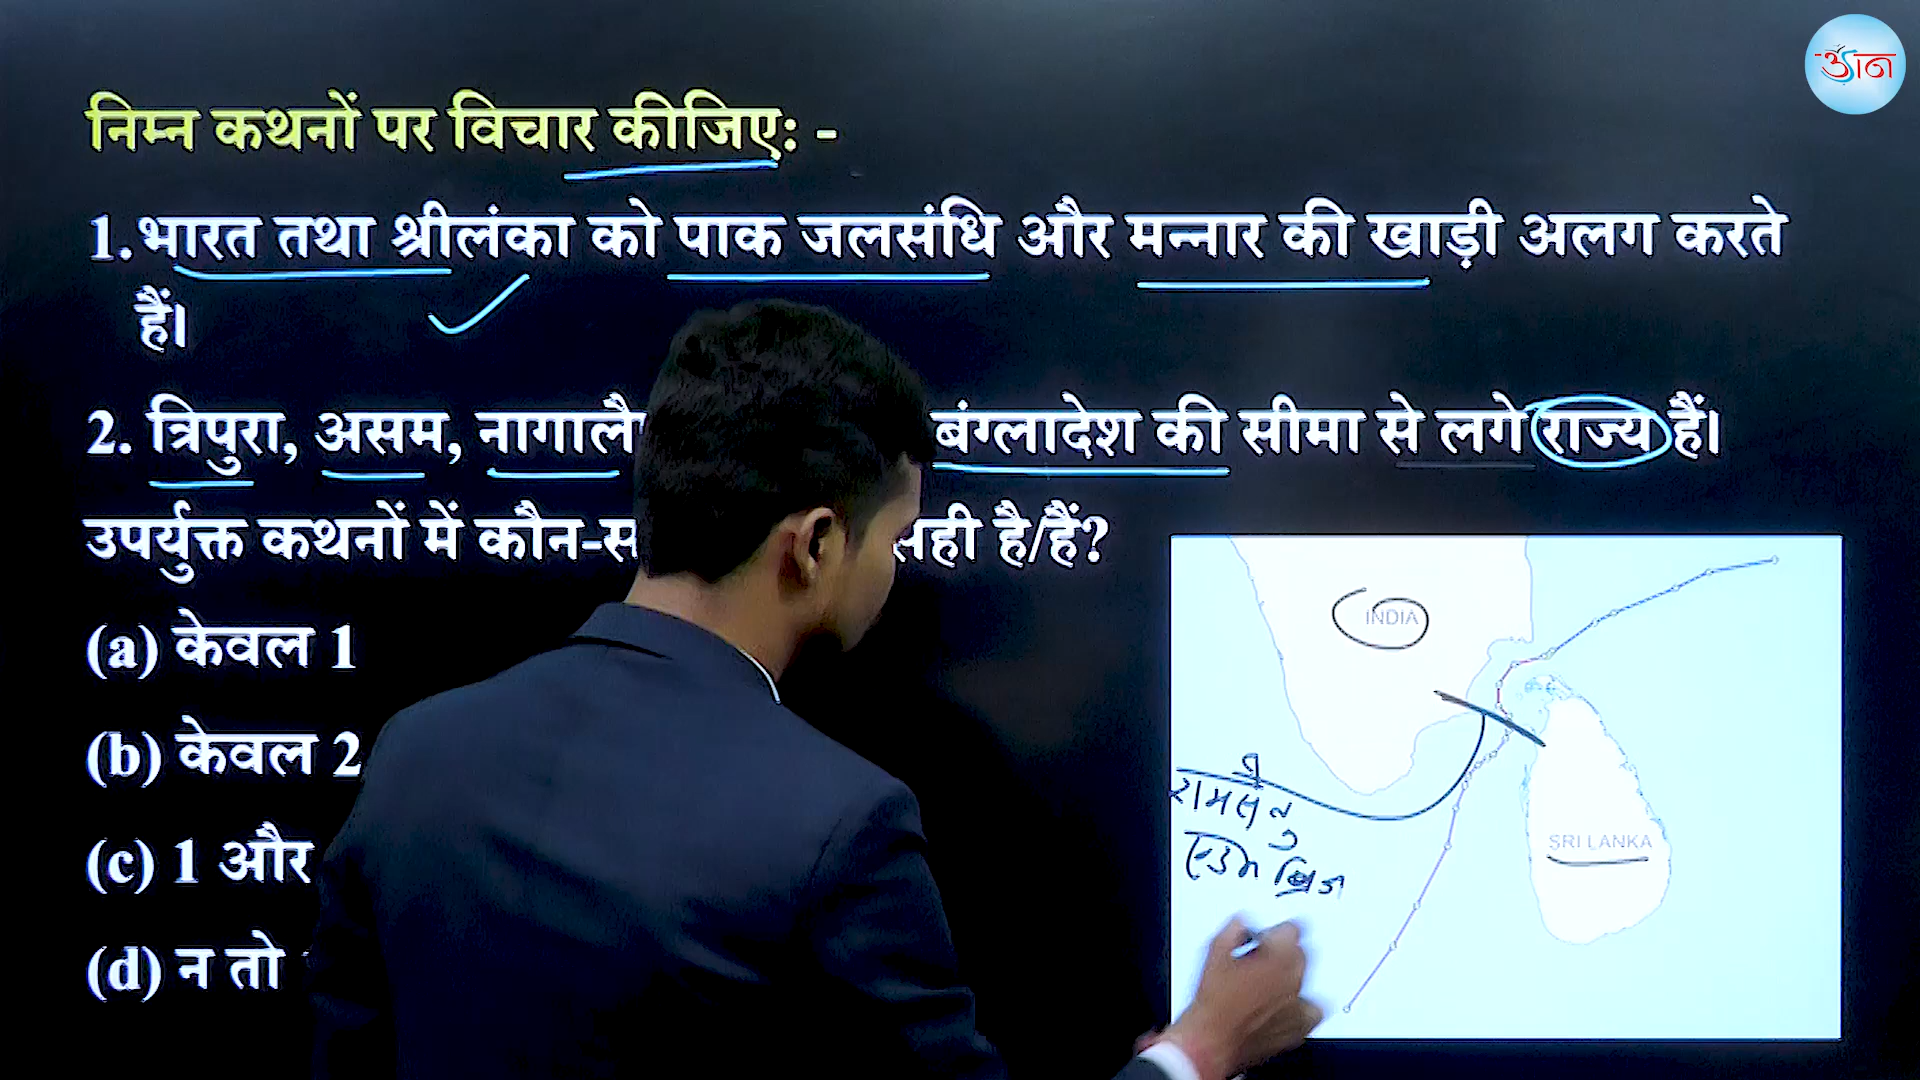 ज्ञान
निम्न कथनों पर विचार कीजिए: -
1. भारत तथा श्रीलंका को पाक जलसंधि और मन्नार की खाड़ी अलग करते
हैं।
2. त्रिपुरा, असम, बंग्लादेश की सीमा से लगे राज्य हैं।
उपर्युक्त कथनों में सही है/हैं?
(a) केवल 1
(b) केवल 2
(c) 1 और
(d) न तो
INDIA
SRI LANKA
रामसेतु
एडम ब्रिज